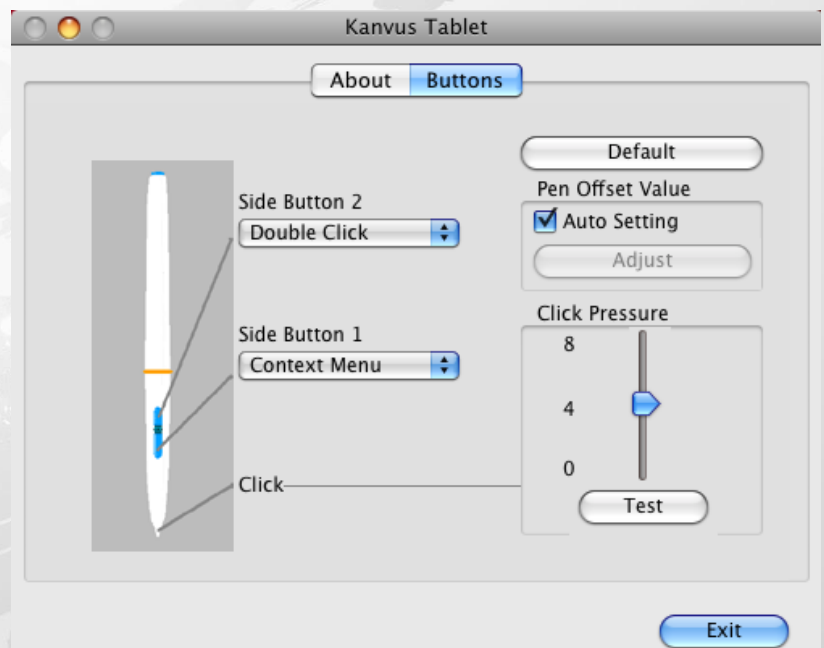 Kanvus Tablet
About
Buttons
Default
Side Button 2
Double Click
Pen Offset Value
Auto Setting
Adjust
Side Button 1
Context Menu
Click Pressure
8
4
0
Click
Test
Exit